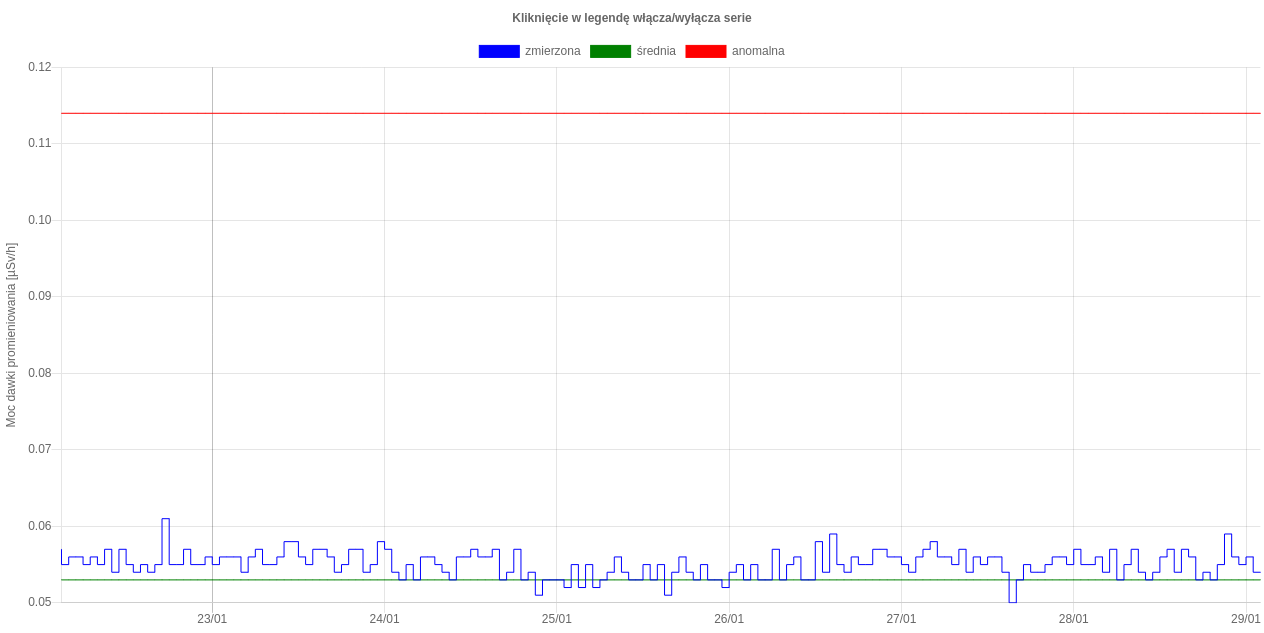 Kliknięcie w legendę włącza/wyłącza serie
zmierzona średnia anomalna
Moc dawki promieniowania [µSv/h]
0.12
0.11
0.10
0.09
0.08
0.07
0.06
0.05
23/01 24/01 25/01 26/01 27/01 28/01 29/01